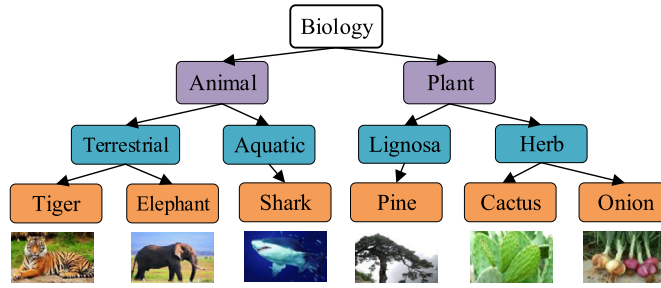 Biology
Animal
Plant
Terrestrial
Aquatic
Lignosa
Herb
Tiger
Elephant
Shark
Pine
Cactus
Onion